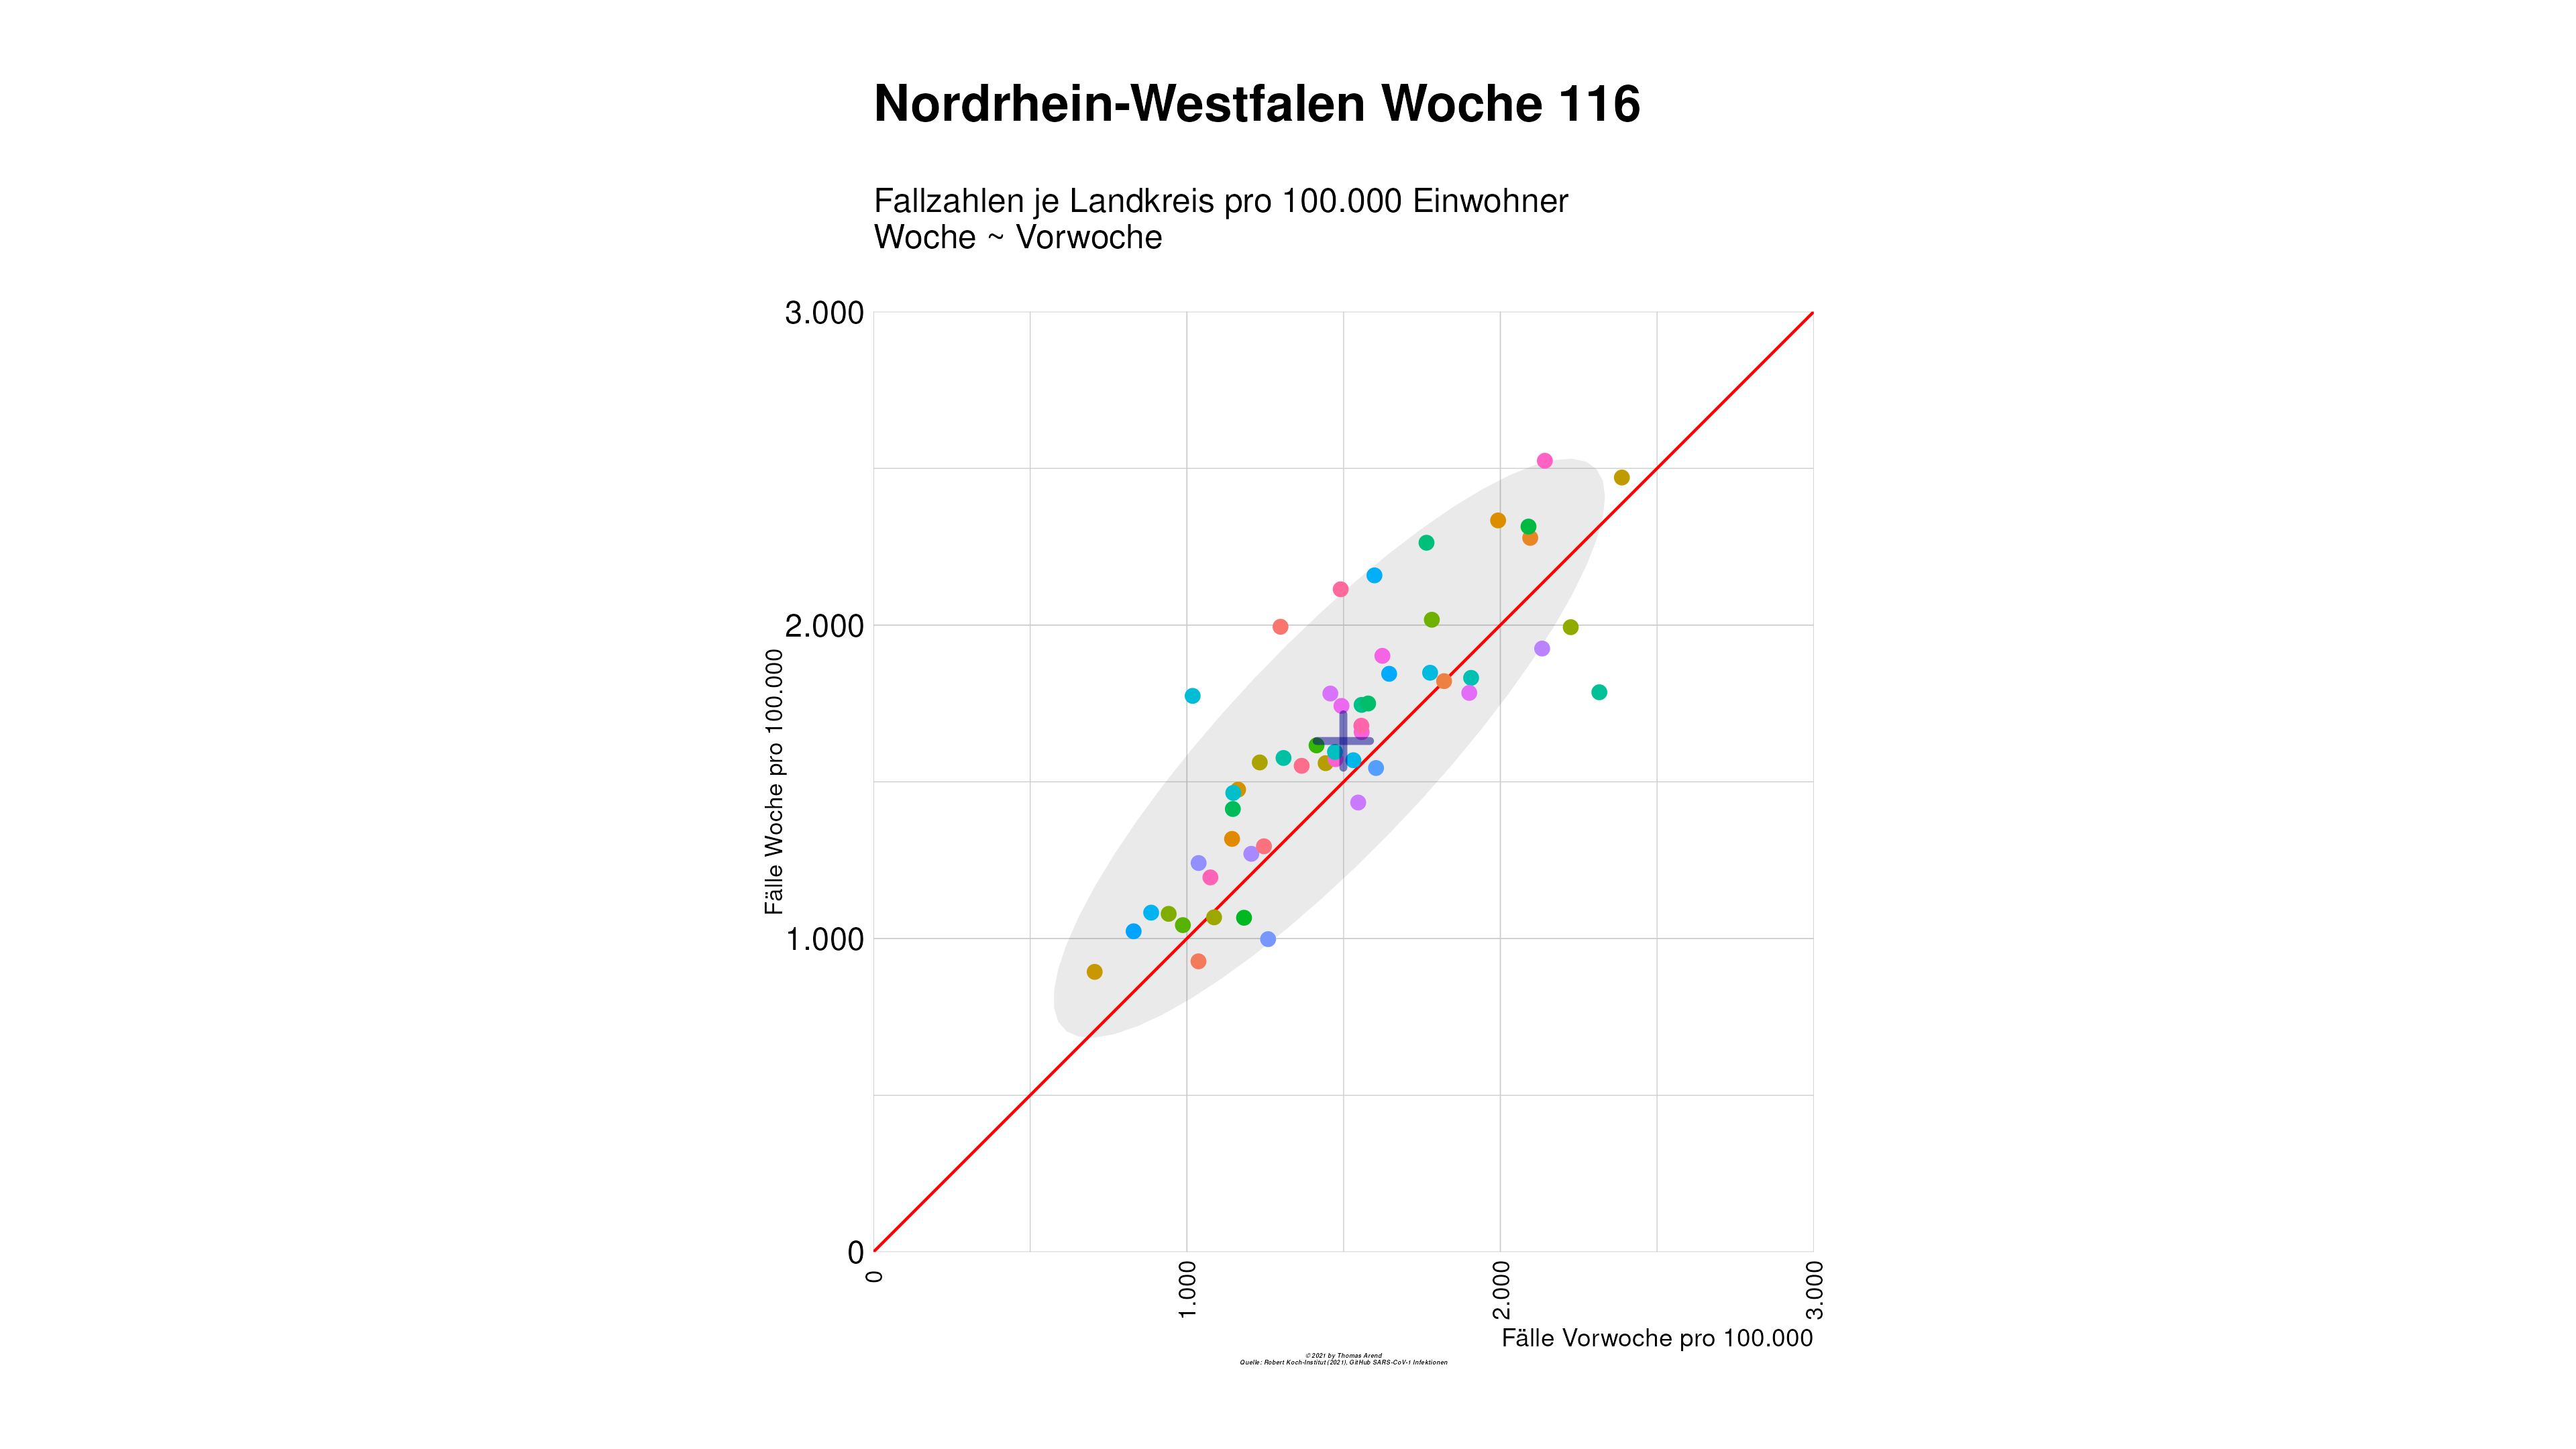 Nordrhein-Westfalen Woche 116
Fallzahlen je Landkreis pro 100.000 Einwohner
Woche ~ Vorwoche
3.000
2.000
1.000
0
Fälle Woche pro 100.000
0
1.000
2.000
3.000
Fälle Vorwoche pro 100.000
© 2021 by Thomas Arend
Quelle: Robert Koch-Institut (2021), GitHub SARS-CoV-1 Infektionen